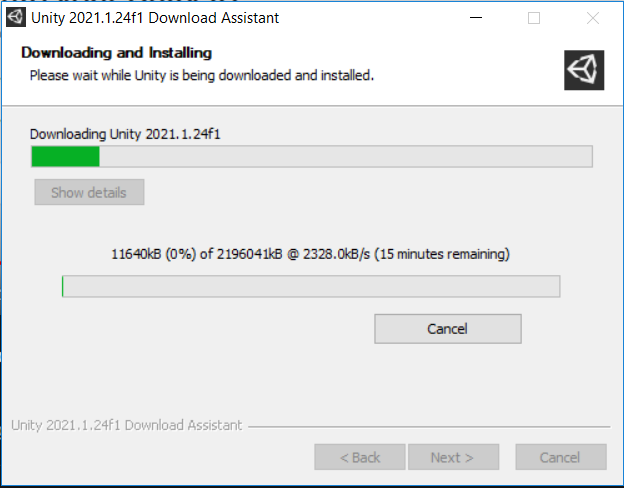 Unity 2021.1.24f1 Download Assistant
Downloading and Installing
Please wait while Unity is being downloaded and installed.
Downloading Unity 2021.1.24f1
Show details
11640kB (0%) of 2196041kB @ 2328.0kB/s (15 minutes remaining)
Cancel
Unity 2021.1.24f1 Download Assistant
< Back
Next >
Cancel